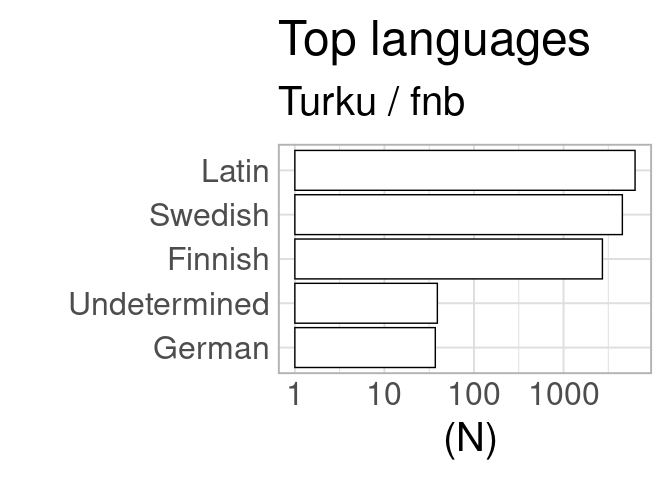 Top languages
Turku / fnb
Latin
Swedish
Finnish
Undetermined
German
1 10 100 1000
(N)